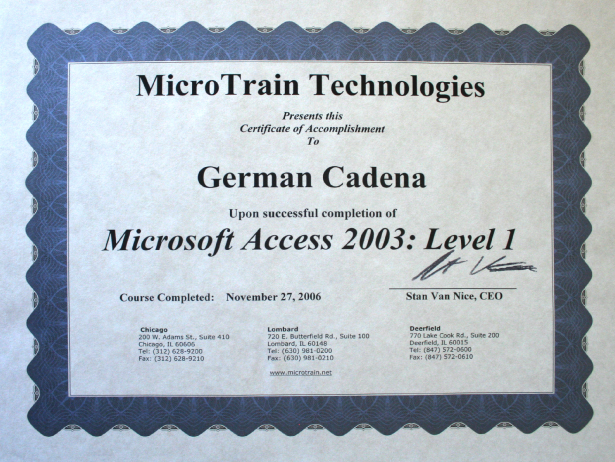 MicroTrain Technologies
Presents this
Certificate of Accomplishment
To
German Cadena
Upon successful completion of
Microsoft Access 2003: Level 1
Course Completed: November 27, 2006
Stan Van Nice, CEO
Chicago
200 W. Adams St., Suite 410
Chicago, IL 60606
Tel: (312) 628-9200
Fax: (312) 628-9210
Lombard
720 E. Butterfield Rd., Suite 100
Lombard, IL 60148
Tel: (630) 981-0200
Fax: (630) 981-0210
www.microtrain.net
Deerfield
770 Lake Cook Rd., Suite 200
Deerfield, IL 60015
Tel: (847) 572-0600
Fax: (847) 572-0610